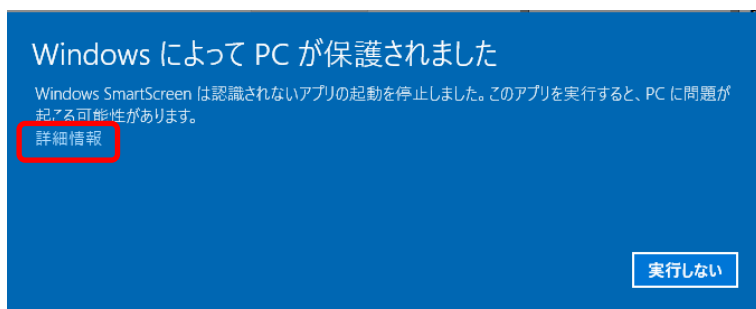 Windows によって PC が保護されました
Windows SmartScreen は認識されないアプリの起動を停止しました。このアプリを実行すると、PC に問題が
起こる可能性があります。
詳細情報
実行しない